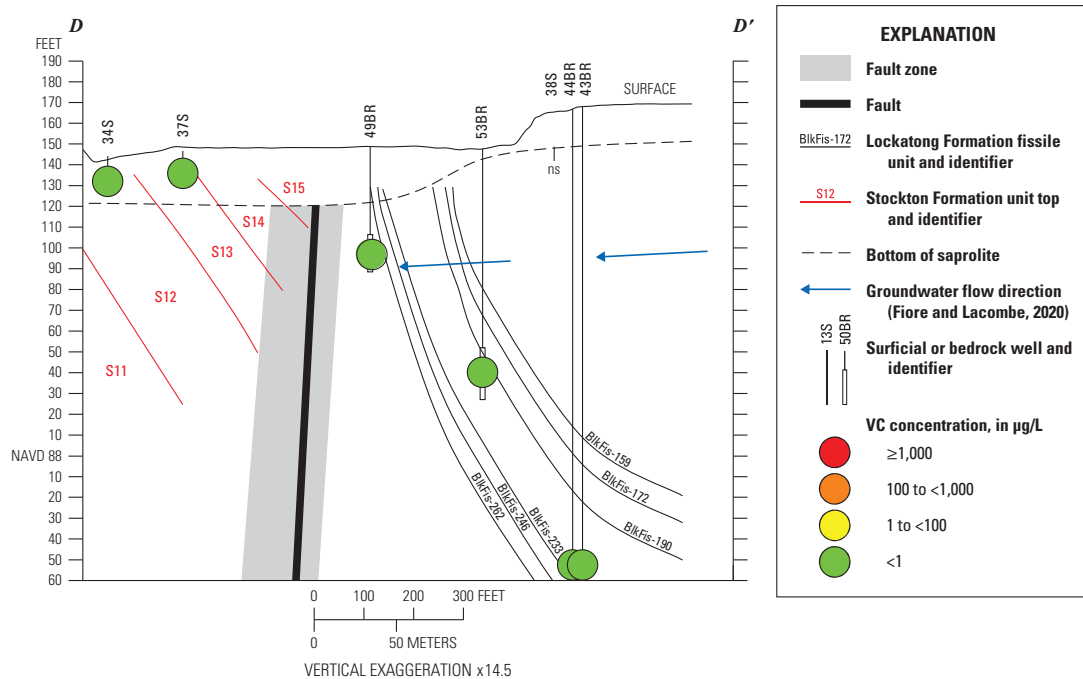 D
D′
FEET
190
180
170
160
150
140
130
120
110
100
90
80
70
60
50
40
30
20
10
NAVD 88
10
20
30
40
50
60
34S
37S
49BR
53BR
38S
44BR
43BR
SURFACE
ns
S15
S14
S13
S12
S11
BlkFis-159
BlkFis-172
BlkFis-190
BlkFis-233
BlkFis-246
BlkFis-262
0 100 200 300 FEET
0 50 METERS
VERTICAL EXAGGERATION x14.5
EXPLANATION
Fault zone
Fault
BlkFis-172 Lockatong Formation fissile
unit and identifier
S12 Stockton Formation unit top
and identifier
Bottom of saprolite
Groundwater flow direction
(Fiore and Lacombe, 2020)
13S 50BR Surficial or bedrock well and
identifier
VC concentration, in µg/L
≥1,000
100 to <1,000
1 to <100
<1